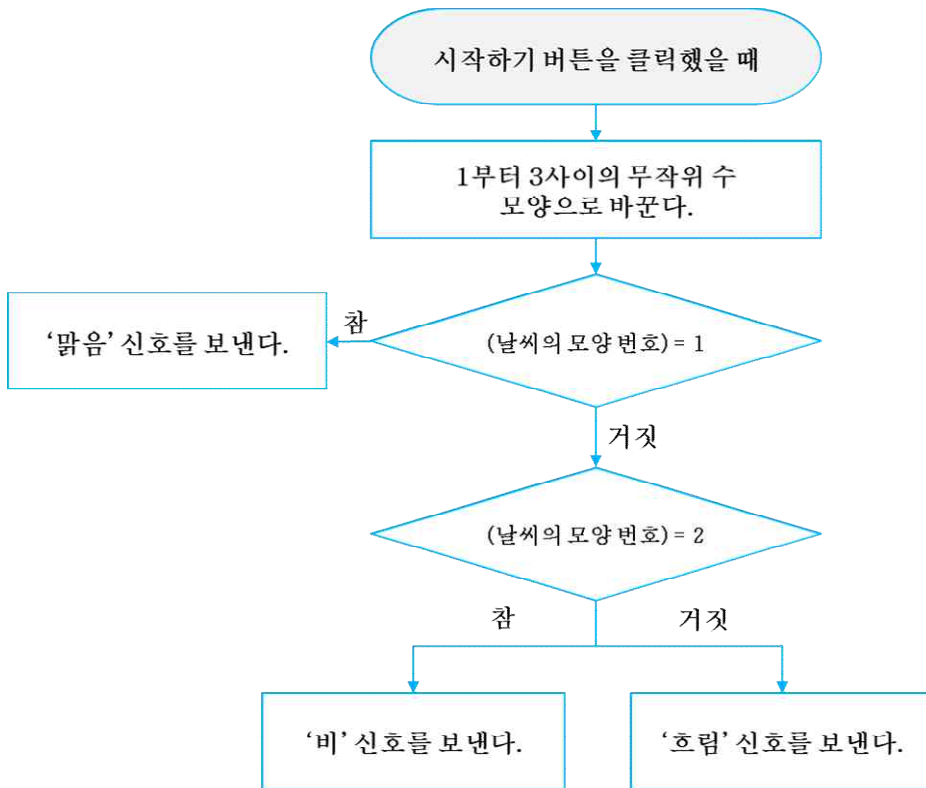 시작하기 버튼을 클릭했을 때
1부터 3사이의 무작위 수
모양으로 바꾼다.
참
‘맑음’ 신호를 보낸다.
(날씨의 모양 번호) = 1
거짓
(날씨의 모양 번호) = 2
참
거짓
‘비’ 신호를 보낸다.
‘흐림’ 신호를 보낸다.